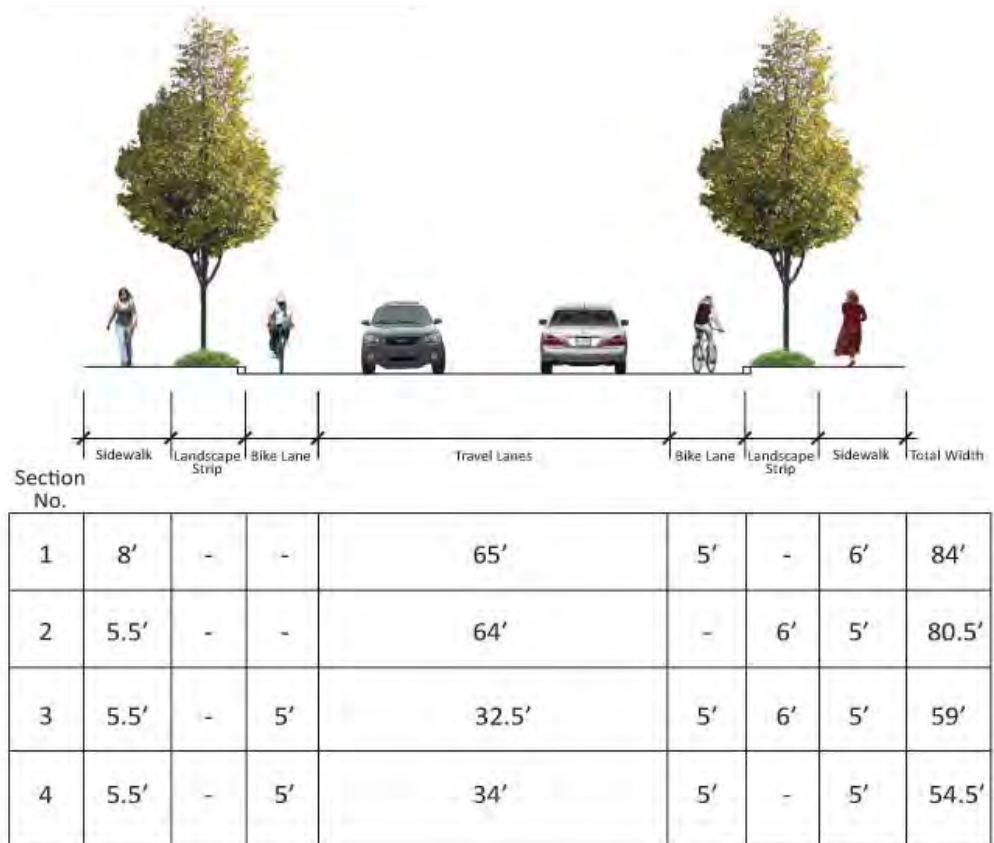 Sidewalk Landscape Strip Bike Lane Travel Lanes Bike Lane Landscape Strip Sidewalk Total Width
Section No.
1 8’ - - 65’ 5’ - 6’ 84’
2 5.5’ - - 64’ - 6’ 5’ 80.5’
3 5.5’ - 5’ 32.5’ 5’ 6’ 5’ 59’
4 5.5’ - 5’ 34’ 5’ - 5’ 54.5’